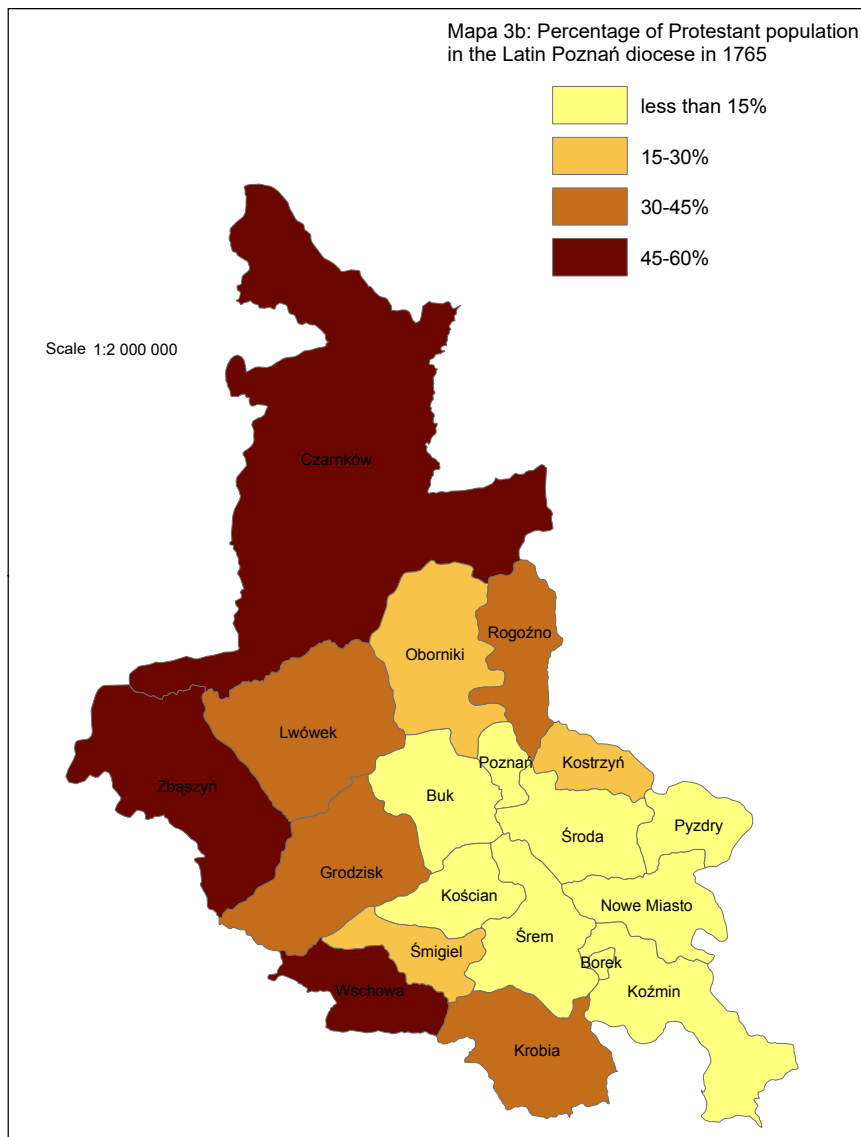 Mapa 3b: Percentage of Protestant population
in the Latin Poznań diocese in 1765
less than 15%
15-30%
30-45%
45-60%
Scale 1:2 000 000
Czarnków
Rogoźno
Oborniki
Lwówek
Poznań
Kostrzyń
Zbąszyń
Buk
Pyzdry
Środa
Grodzisk
Kościan
Nowe Miasto
Śrem
Śmigiel
Borek
Wschowa
Koźmin
Krobia